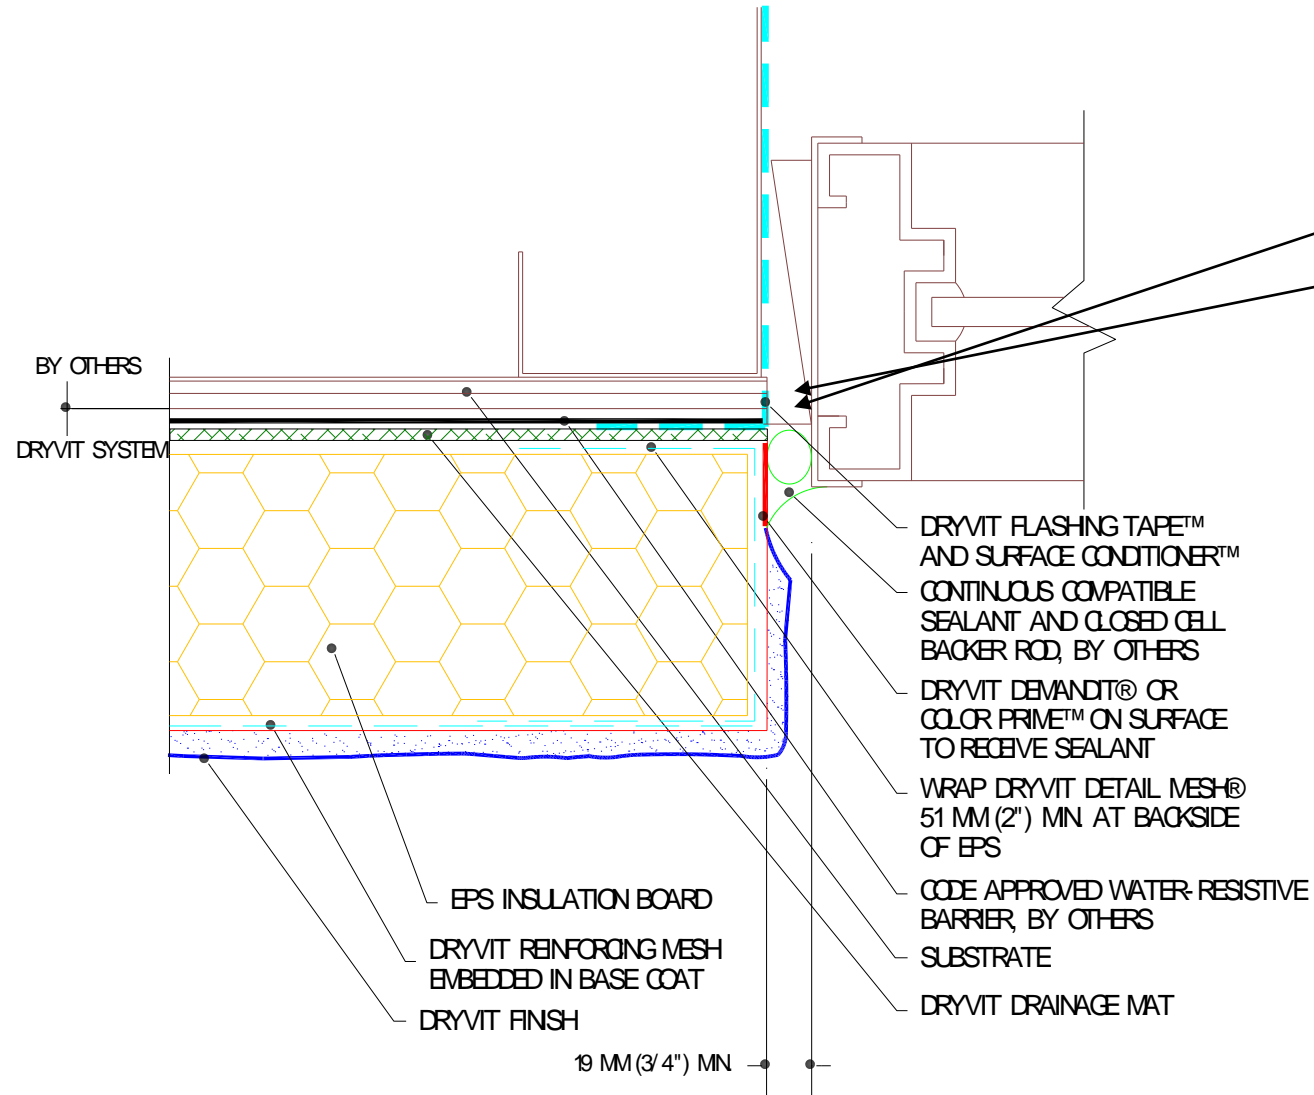 BY OTHERS
DRYVIT SYSTEM
DRYVIT FLASHING TAPE™
AND SURFACE CONDITIONER™
CONTINUOUS COMPATIBLE
SEALANT AND CLOSED CELL
BACKER ROD, BY OTHERS
DRYVIT DEMANDIT® OR
COLOR PRIME™ ON SURFACE
TO RECEIVE SEALANT
WRAP DRYVIT DETAIL MESH®
51 MM (2") MIN. AT BACKSIDE
OF EPS
CODE APPROVED WATER-RESISTIVE
BARRIER, BY OTHERS
SUBSTRATE
DRYVIT DRAINAGE MAT
EPS INSULATION BOARD
DRYVIT REINFORCING MESH
EMBEDDED IN BASE COAT
DRYVIT FINISH
19 MM (3/4") MIN.